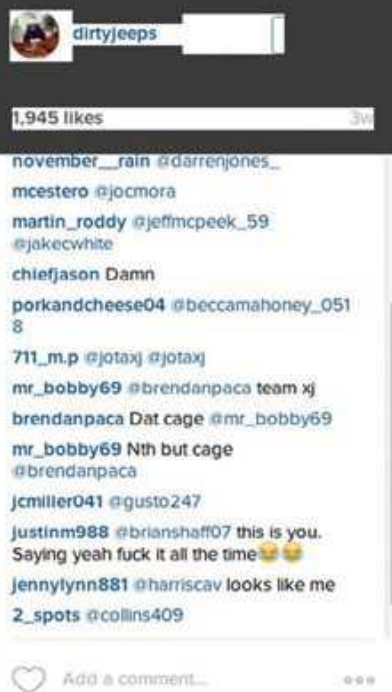 dirtyjeeps
1,945 likes 3w
november__rain @darrenjones_
mcestero @jocmora
martin_roddy @jeffmcpeek_59
@jakecwhite
chiefjason Damn
porkandcheese04 @beccamahoney_051
8
711_m.p @jotaxj @jotaxj
mr_bobby69 @brendanpaca team xj
brendanpaca Dat cage @mr_bobby69
mr_bobby69 Nth but cage
@brendanpaca
jcmiller041 @gusto247
justinm988 @brianshaff07 this is you.
Saying yeah fuck it all the time😂😂
jennylynn881 @harriscav looks like me
2_spots @collins409
Add a comment...